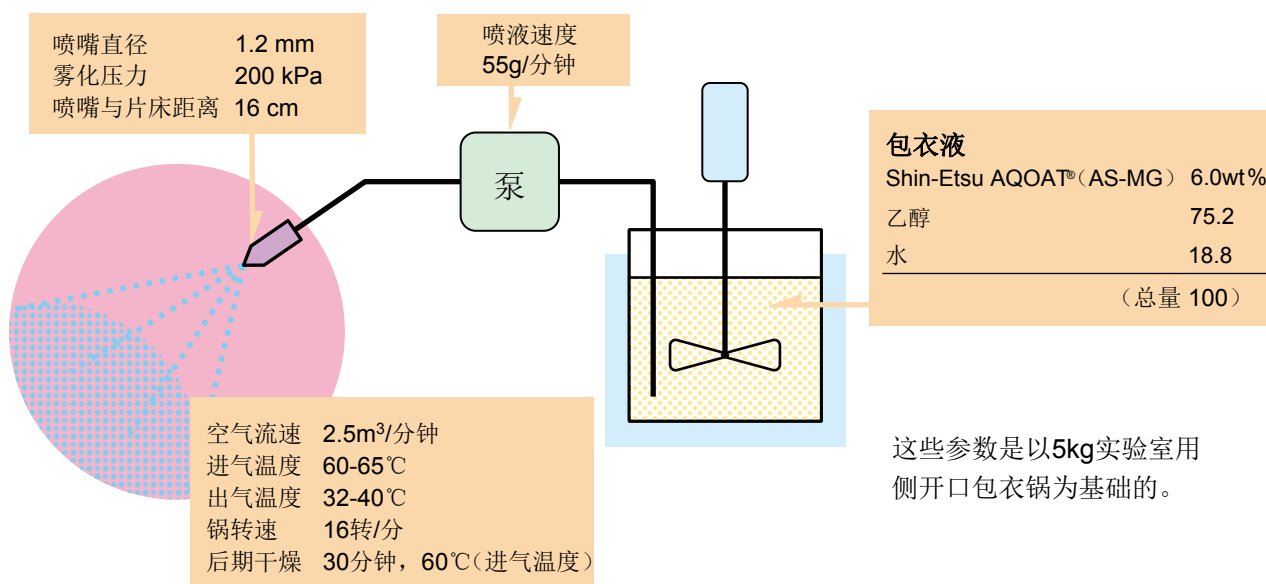 喷嘴直径 1.2 mm
雾化压力 200 kPa
喷嘴与片床距离 16 cm
喷液速度
55g/分钟
泵
包衣液
Shin-Etsu AQOAT®(AS-MG) 6.0wt%
乙醇 75.2
水 18.8
(总量 100)
空气流速 2.5m³/分钟
进气温度 60-65℃
出气温度 32-40℃
锅转速 16转/分
后期干燥 30分钟，60℃(进气温度)
这些参数是以5kg实验室用
侧开口包衣锅为基础的。